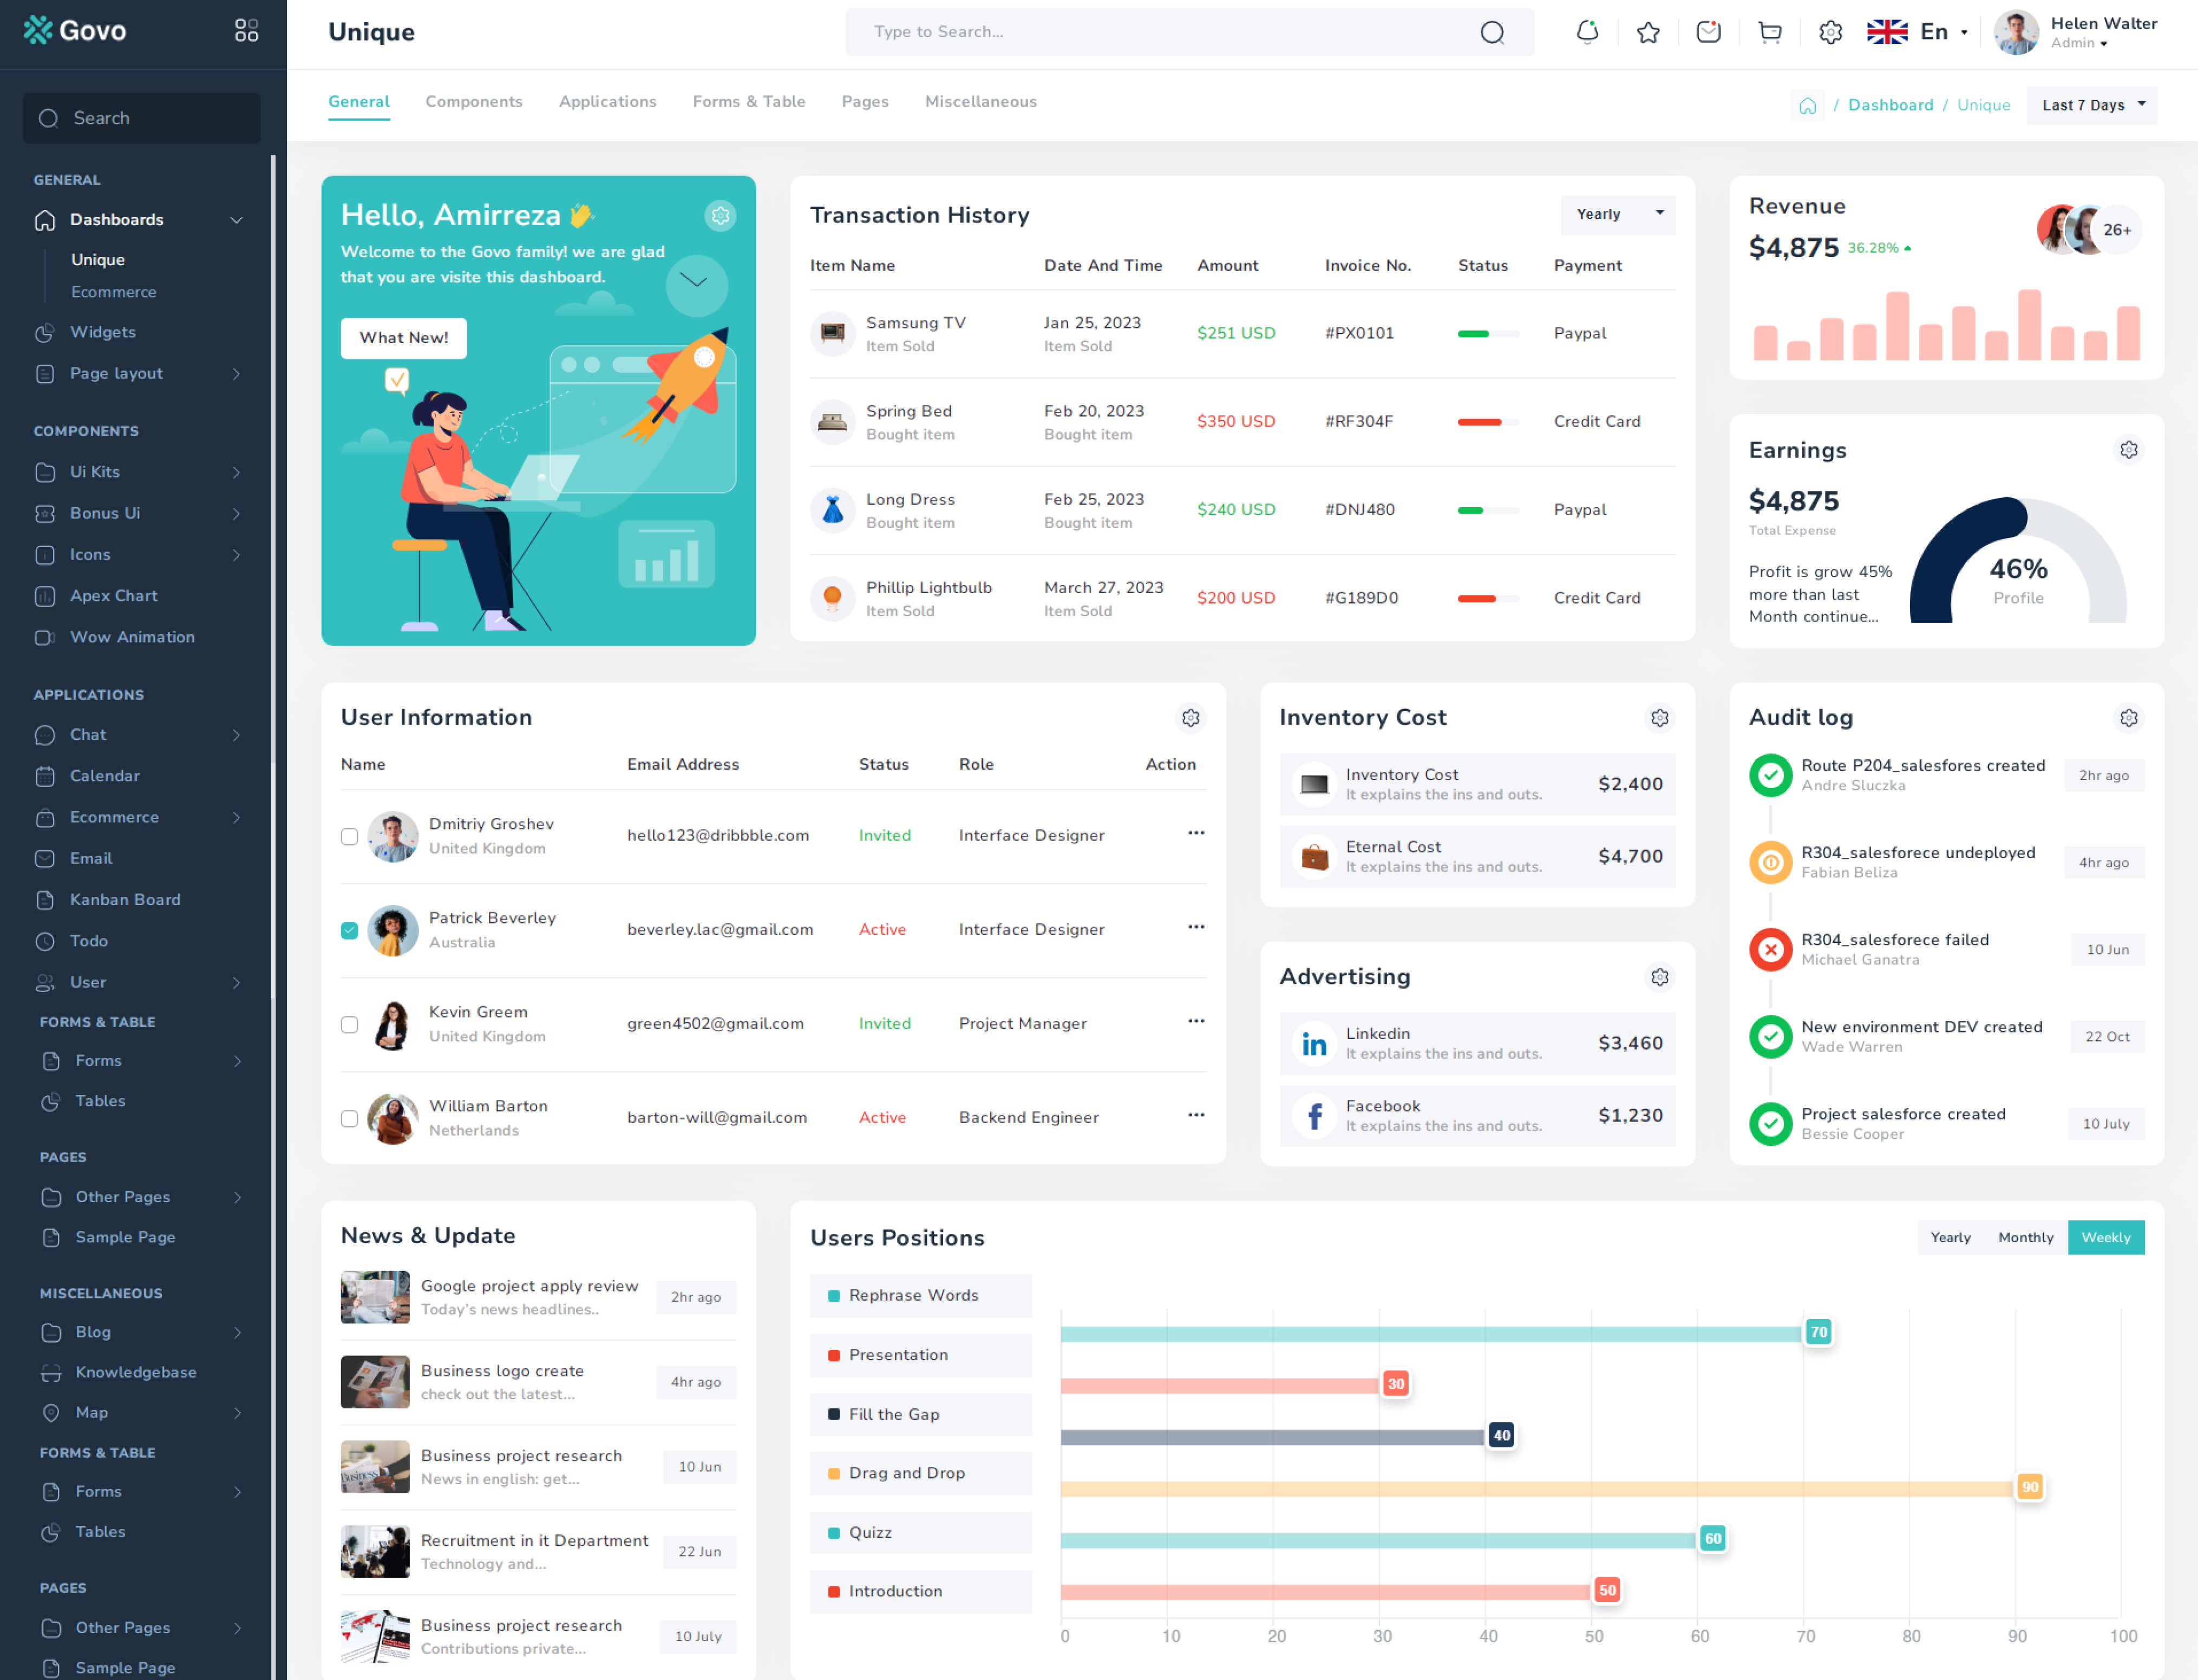 Govo
Search
GENERAL
Dashboards
Unique
Ecommerce
Widgets
Page layout
COMPONENTS
Ui Kits
Bonus Ui
Icons
Apex Chart
Wow Animation
APPLICATIONS
Chat
Calendar
Ecommerce
Email
Kanban Board
Todo
User
FORMS & TABLE
Forms
Tables
PAGES
Other Pages
Sample Page
MISCELLANEOUS
Blog
Knowledgebase
Map
FORMS & TABLE
Forms
Tables
PAGES
Other Pages
Sample Page
Unique
Type to Search...
En
Helen Walter
Admin
General Components Applications Forms & Table Pages Miscellaneous
/ Dashboard / Unique
Last 7 Days
Hello, Amirreza
Welcome to the Govo family! we are glad
that you are visite this dashboard.
What New!
Transaction History
Yearly
Item Name Date And Time Amount Invoice No. Status Payment
Samsung TV Jan 25, 2023 $251 USD #PX0101 Paypal
Item Sold Item Sold
Spring Bed Feb 20, 2023 $350 USD #RF304F Credit Card
Bought item Bought item
Long Dress Feb 25, 2023 $240 USD #DNJ480 Paypal
Bought item Bought item
Phillip Lightbulb March 27, 2023 $200 USD #G189D0 Credit Card
Item Sold Item Sold
Revenue
$4,875 36.28%
26+
Earnings
$4,875
Total Expense
Profit is grow 45%
more than last
Month continue...
46%
Profile
User Information
Name Email Address Status Role Action
Dmitriy Groshev hello123@dribbble.com Invited Interface Designer
United Kingdom
Patrick Beverley beverley.lac@gmail.com Active Interface Designer
Australia
Kevin Greem green4502@gmail.com Invited Project Manager
United Kingdom
William Barton barton-will@gmail.com Active Backend Engineer
Netherlands
Inventory Cost
Inventory Cost $2,400
It explains the ins and outs.
Eternal Cost $4,700
It explains the ins and outs.
Advertising
Linkedin $3,460
It explains the ins and outs.
Facebook $1,230
It explains the ins and outs.
Audit log
Route P204_salesfores created 2hr ago
Andre Sluczka
R304_salesforece undeployed 4hr ago
Fabian Beliza
R304_salesforece failed 10 Jun
Michael Ganatra
New environment DEV created 22 Oct
Wade Warren
Project salesforce created 10 July
Bessie Cooper
News & Update
Google project apply review 2hr ago
Today's news headlines..
Business logo create 4hr ago
check out the latest...
Business project research 10 Jun
News in english: get...
Recruitment in it Department 22 Jun
Technology and...
Business project research 10 July
Contributions private...
Users Positions
Yearly Monthly Weekly
Rephrase Words
Presentation
Fill the Gap
Drag and Drop
Quizz
Introduction
70
30
40
90
60
50
0 10 20 30 40 50 60 70 80 90 100